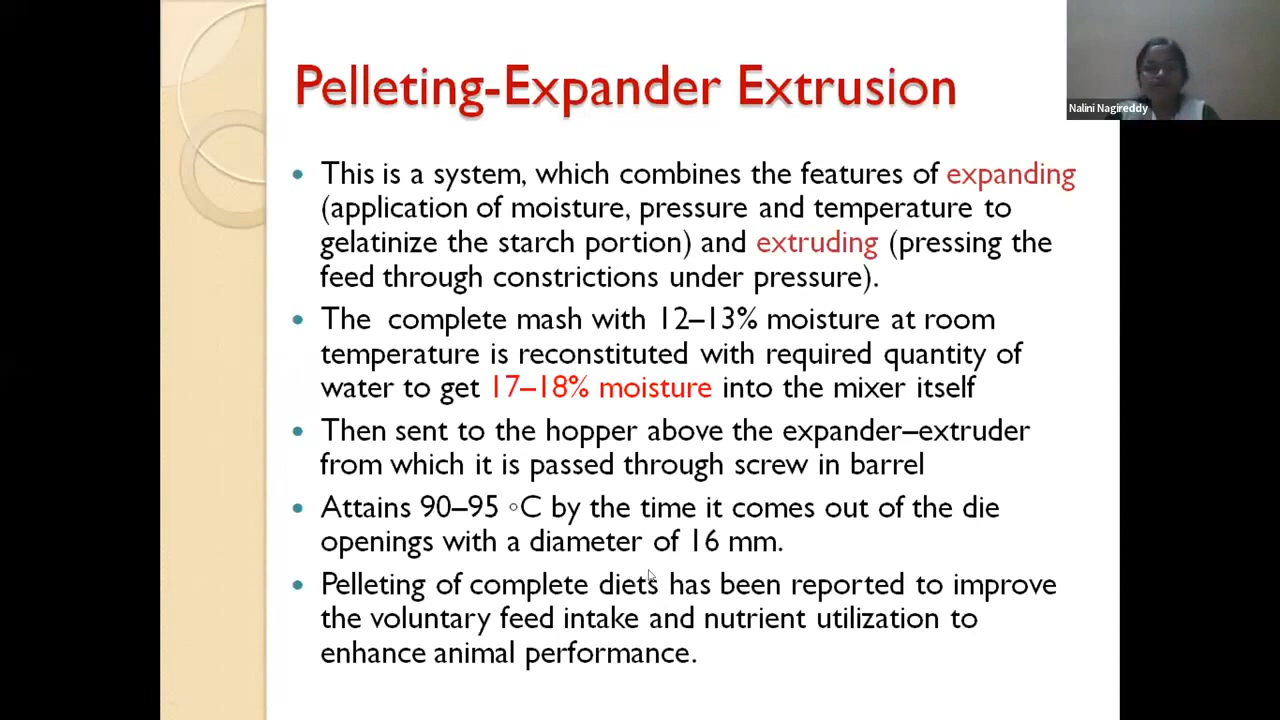 Pelleting-Expander Extrusion
Nalini Nagireddy
• This is a system, which combines the features of expanding
(application of moisture, pressure and temperature to
gelatinize the starch portion) and extruding (pressing the
feed through constrictions under pressure).
• The complete mash with 12–13% moisture at room
temperature is reconstituted with required quantity of
water to get 17–18% moisture into the mixer itself
• Then sent to the hopper above the expander–extruder
from which it is passed through screw in barrel
• Attains 90–95 ◦C by the time it comes out of the die
openings with a diameter of 16 mm.
• Pelleting of complete diets has been reported to improve
the voluntary feed intake and nutrient utilization to
enhance animal performance.